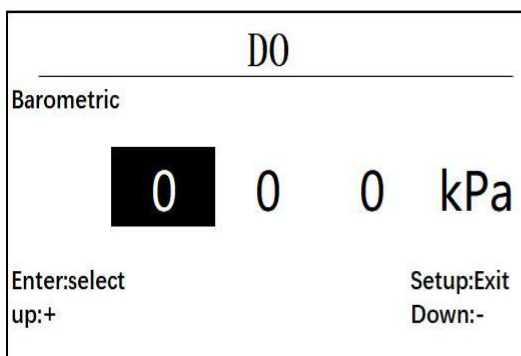 DO
Barometric
0 0 0 kPa
Enter:select Setup:Exit
up:+ Down:-